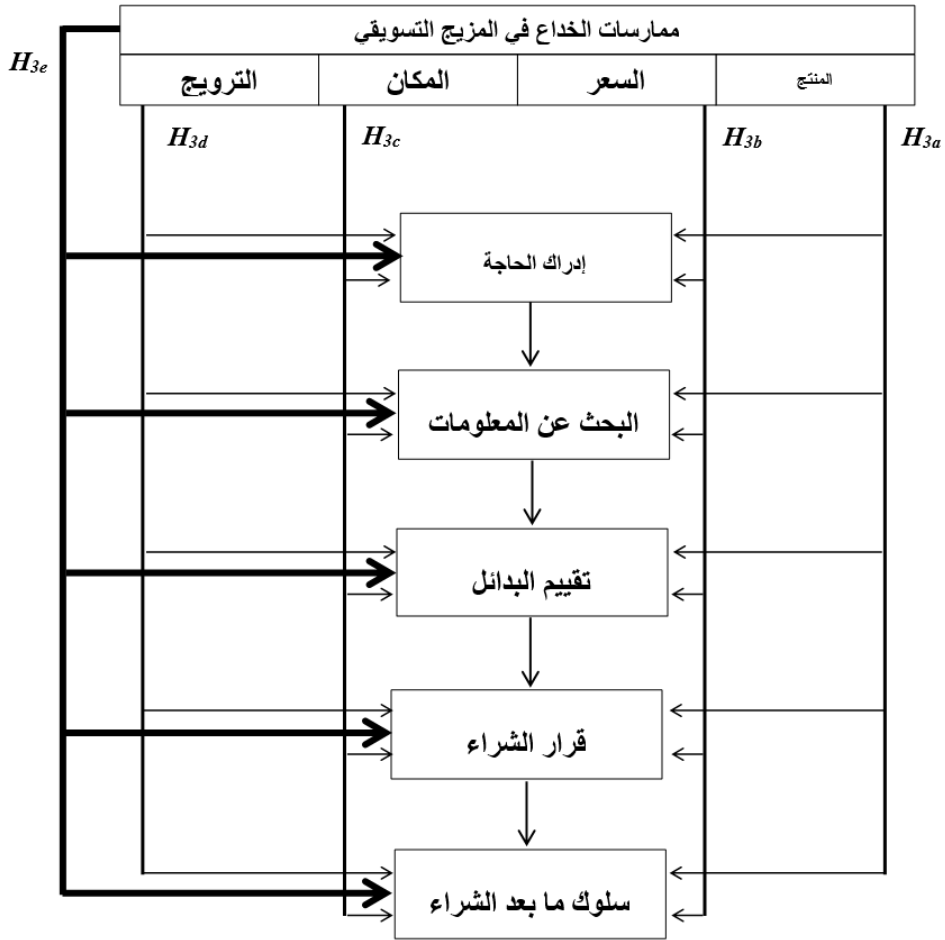 ممارسات الخداع في المزيج التسويقي
المنتج السعر المكان الترويج
H3e
H3a H3b H3c H3d
إدراك الحاجة
البحث عن المعلومات
تقييم البدائل
قرار الشراء
سلوك ما بعد الشراء